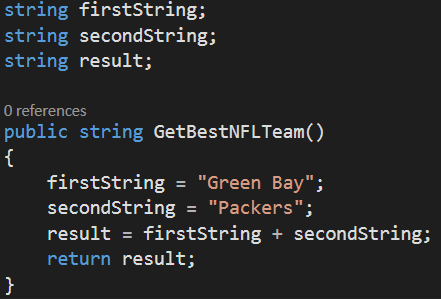 string firstString;
string secondString;
string result;
0 references
public string GetBestNFLTeam()
{
    firstString = "Green Bay";
    secondString = "Packers";
    result = firstString + secondString;
    return result;
}